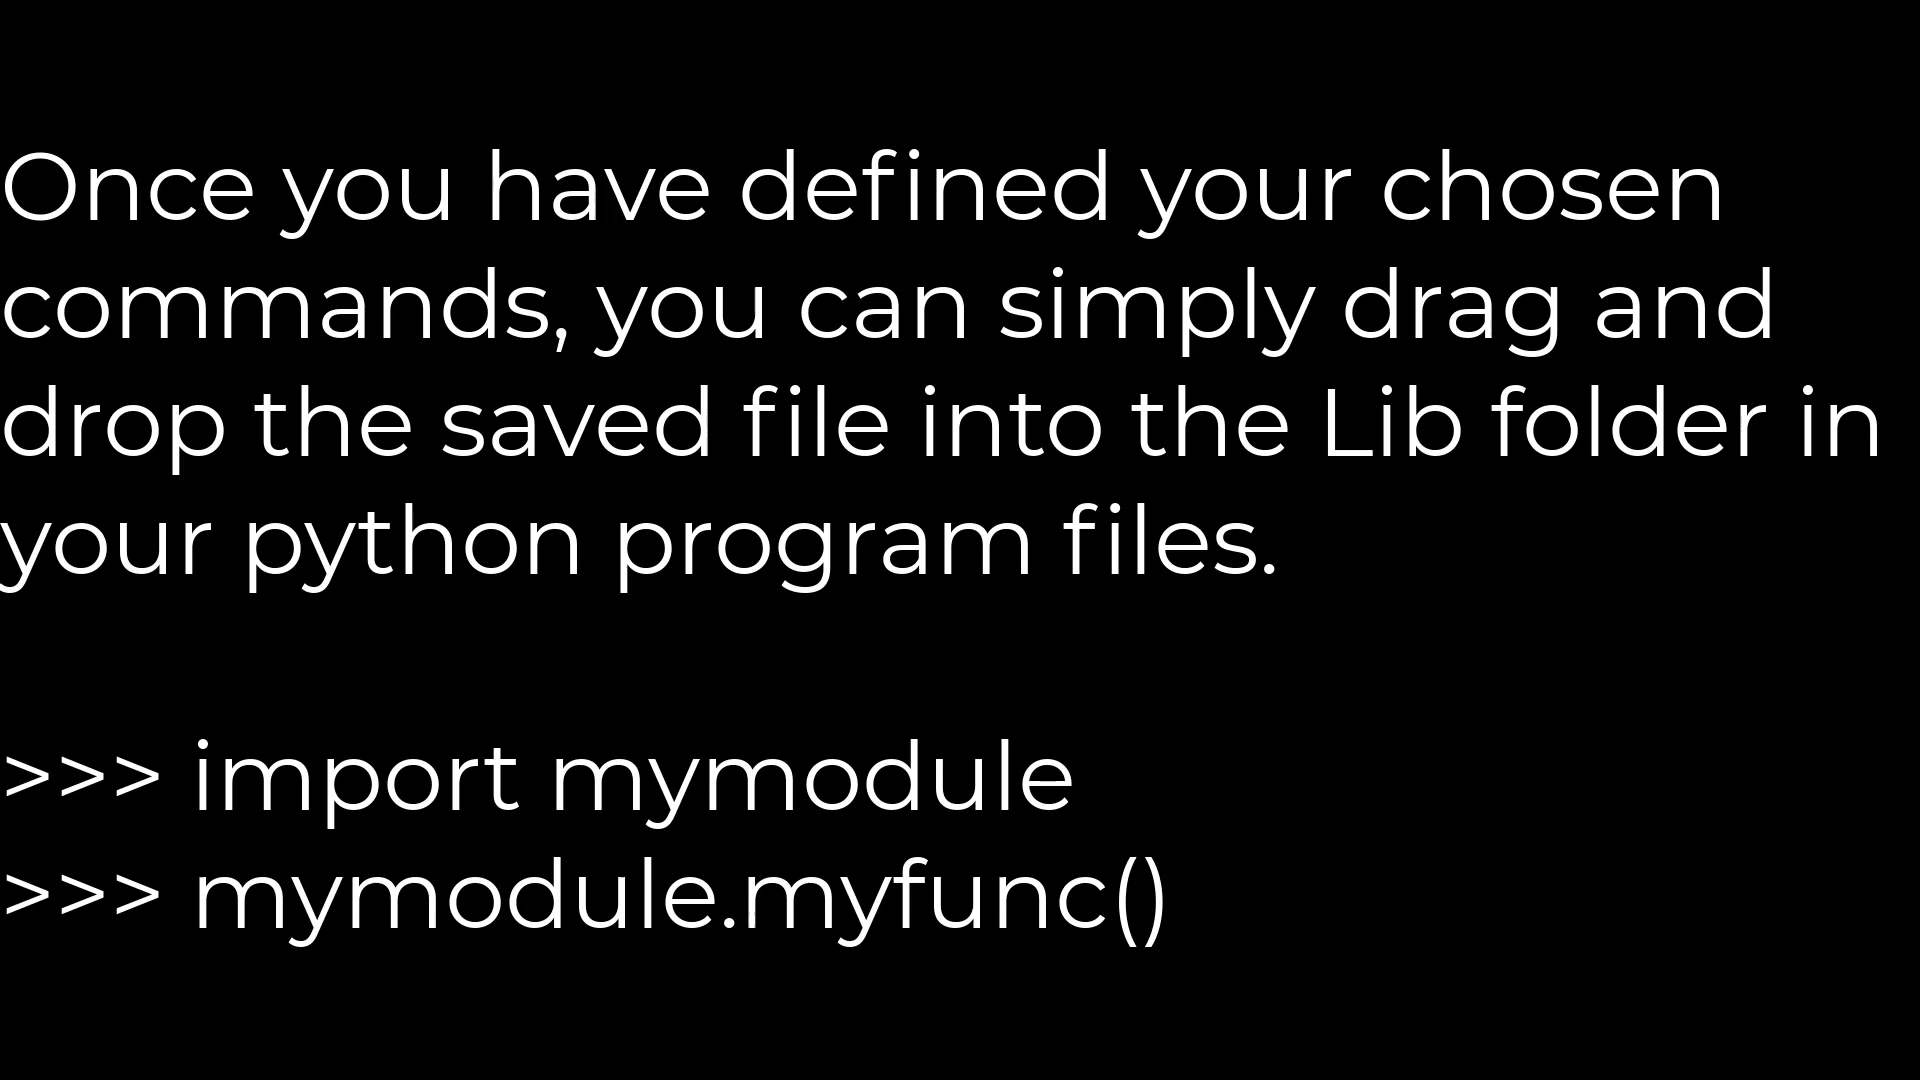 Once you have defined your chosen
commands, you can simply drag and
drop the saved file into the Lib folder in
your python program files.
>>> import mymodule
>>> mymodule.myfunc()